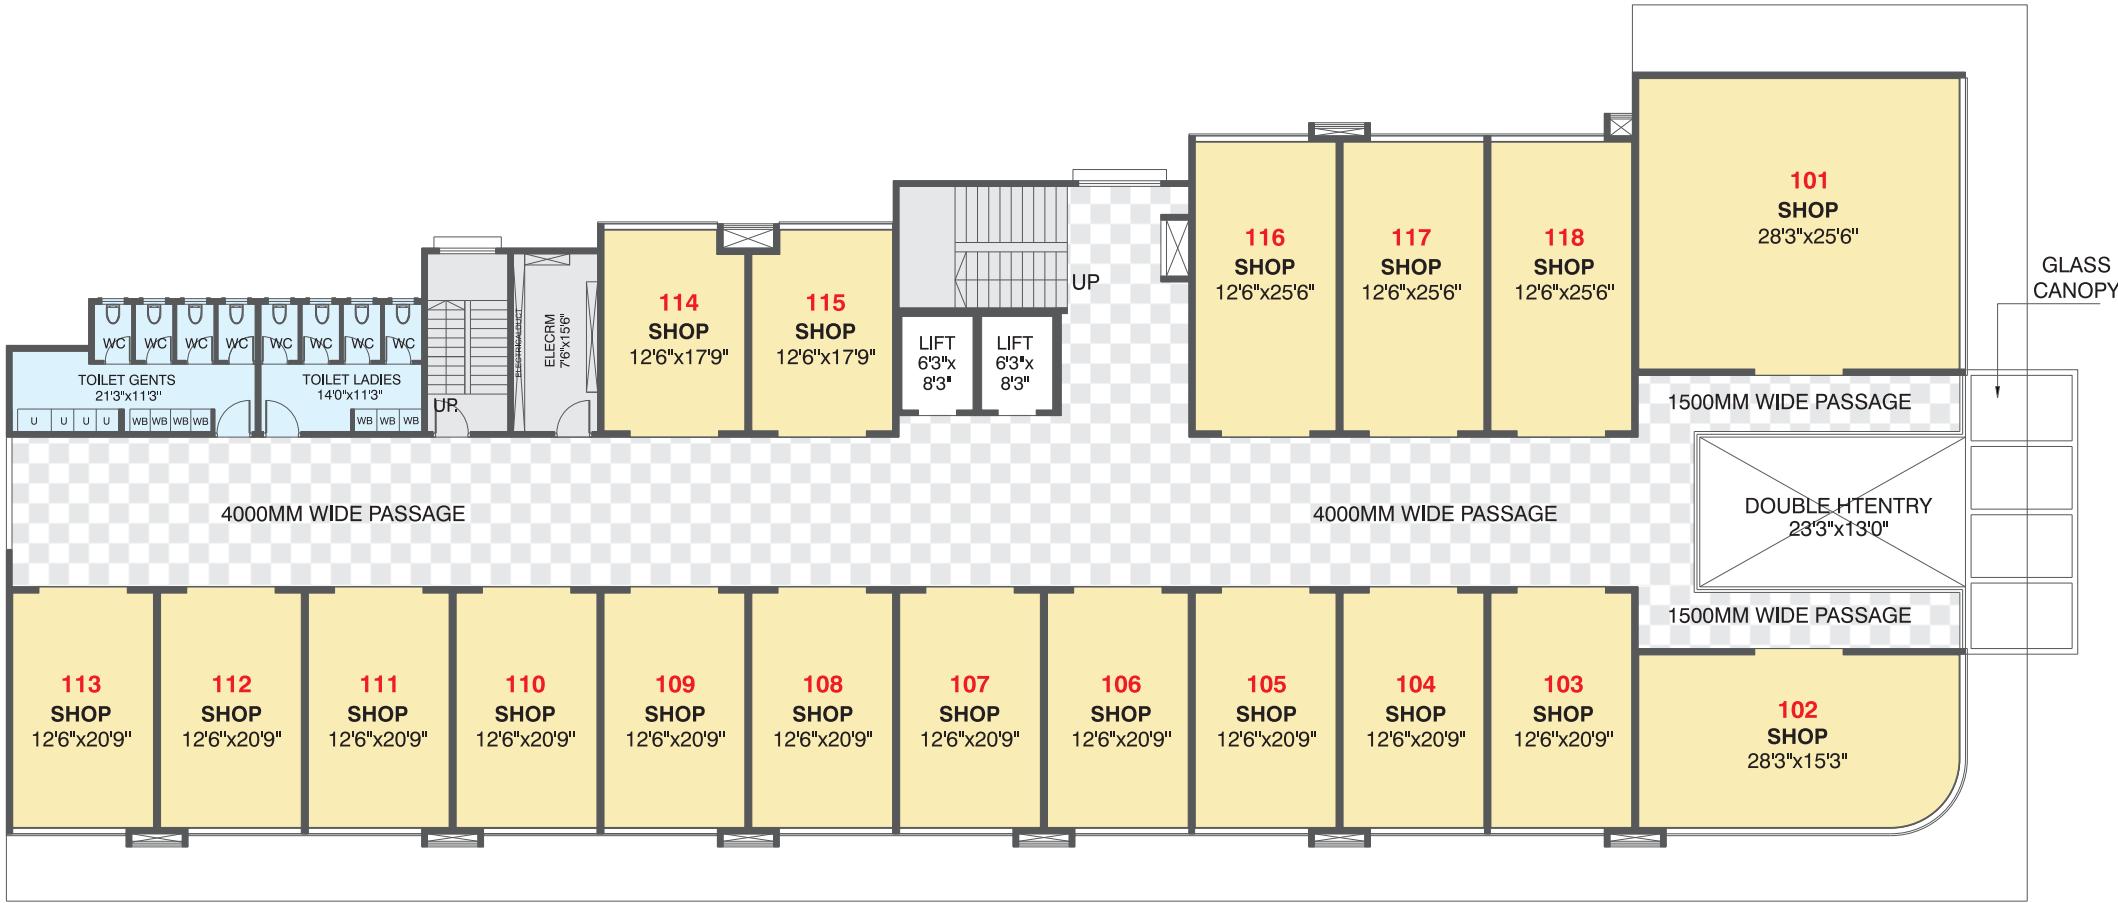 101
SHOP
28'3"x25'6"
GLASS
CANOPY
116
SHOP
12'6"x25'6"
117
SHOP
12'6"x25'6"
118
SHOP
12'6"x25'6"
UP
114
SHOP
12'6"x17'9"
115
SHOP
12'6"x17'9"
LIFT
6'3"x
8'3"
LIFT
6'3"x
8'3"
ELECTRICALDUCT
ELECRM
7'6"x15'6"
WC
WC
WC
WC
WC
WC
WC
WC
TOILET GENTS
21'3"x11'3"
TOILET LADIES
14'0"x11'3"
UP
U
U
U
U
WB
WB
WB
WB
WB
WB
WB
1500MM WIDE PASSAGE
4000MM WIDE PASSAGE
4000MM WIDE PASSAGE
DOUBLE HTENTRY
23'3"x13'0"
1500MM WIDE PASSAGE
113
SHOP
12'6"x20'9"
112
SHOP
12'6"x20'9"
111
SHOP
12'6"x20'9"
110
SHOP
12'6"x20'9"
109
SHOP
12'6"x20'9"
108
SHOP
12'6"x20'9"
107
SHOP
12'6"x20'9"
106
SHOP
12'6"x20'9"
105
SHOP
12'6"x20'9"
104
SHOP
12'6"x20'9"
103
SHOP
12'6"x20'9"
102
SHOP
28'3"x15'3"